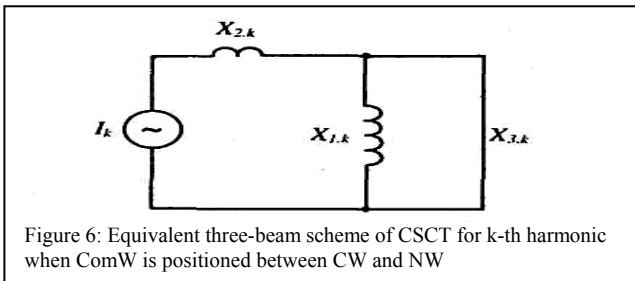 X2.k
Ik
~
X1.k
X3.k
Figure 6: Equivalent three-beam scheme of CSCT for k-th harmonic
when ComW is positioned between CW and NW